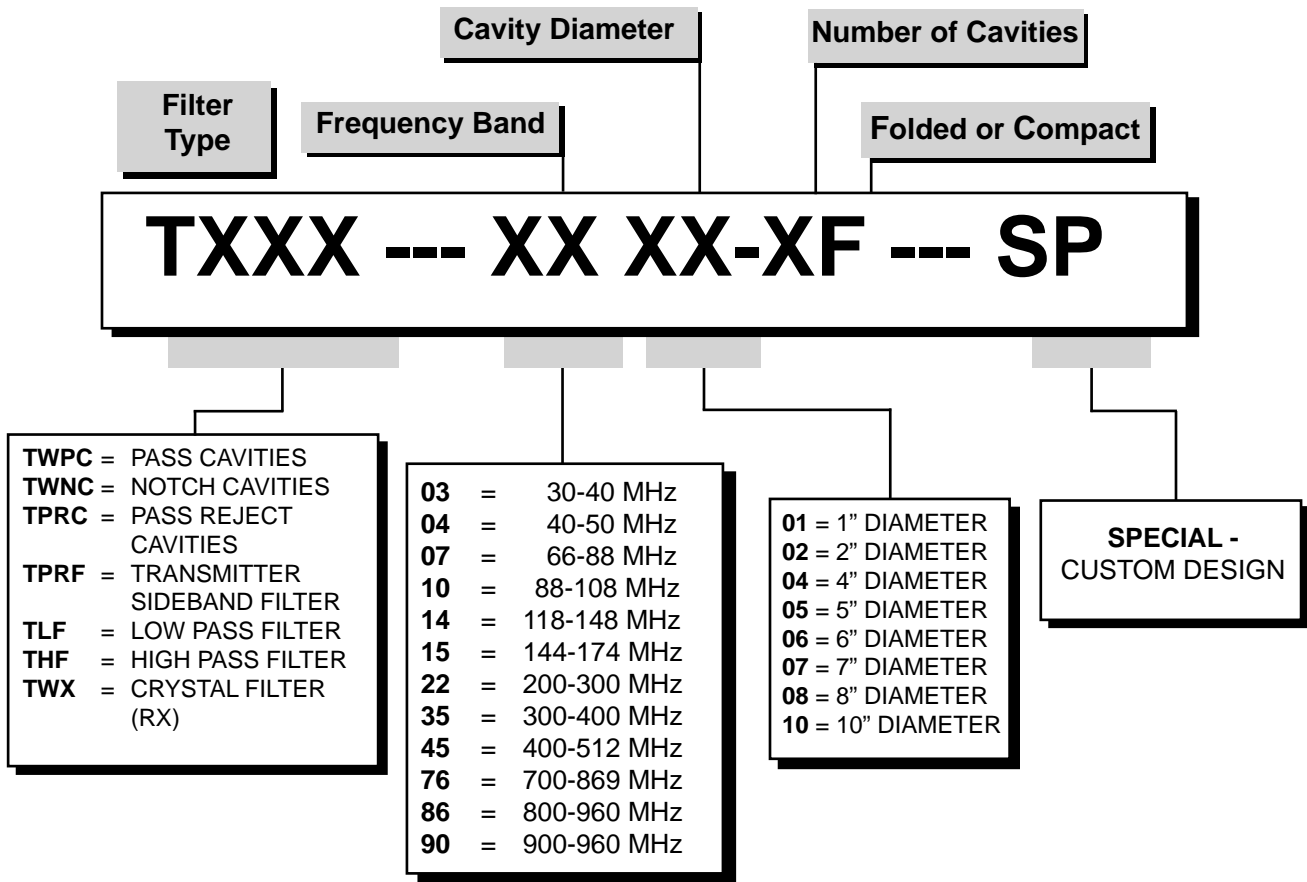 Cavity Diameter
Number of Cavities
Filter
Type
Frequency Band
Folded or Compact
TXXX --- XX XX-XF --- SP
TWPC = PASS CAVITIES
TWNC = NOTCH CAVITIES
TPRC = PASS REJECT
CAVITIES
TPRF = TRANSMITTER
SIDEBAND FILTER
TLF = LOW PASS FILTER
THF = HIGH PASS FILTER
TWX = CRYSTAL FILTER
(RX)
03 = 30-40 MHz
04 = 40-50 MHz
07 = 66-88 MHz
10 = 88-108 MHz
14 = 118-148 MHz
15 = 144-174 MHz
22 = 200-300 MHz
35 = 300-400 MHz
45 = 400-512 MHz
76 = 700-869 MHz
86 = 800-960 MHz
90 = 900-960 MHz
01 = 1” DIAMETER
02 = 2” DIAMETER
04 = 4” DIAMETER
05 = 5” DIAMETER
06 = 6” DIAMETER
07 = 7” DIAMETER
08 = 8” DIAMETER
10 = 10” DIAMETER
SPECIAL -
CUSTOM DESIGN